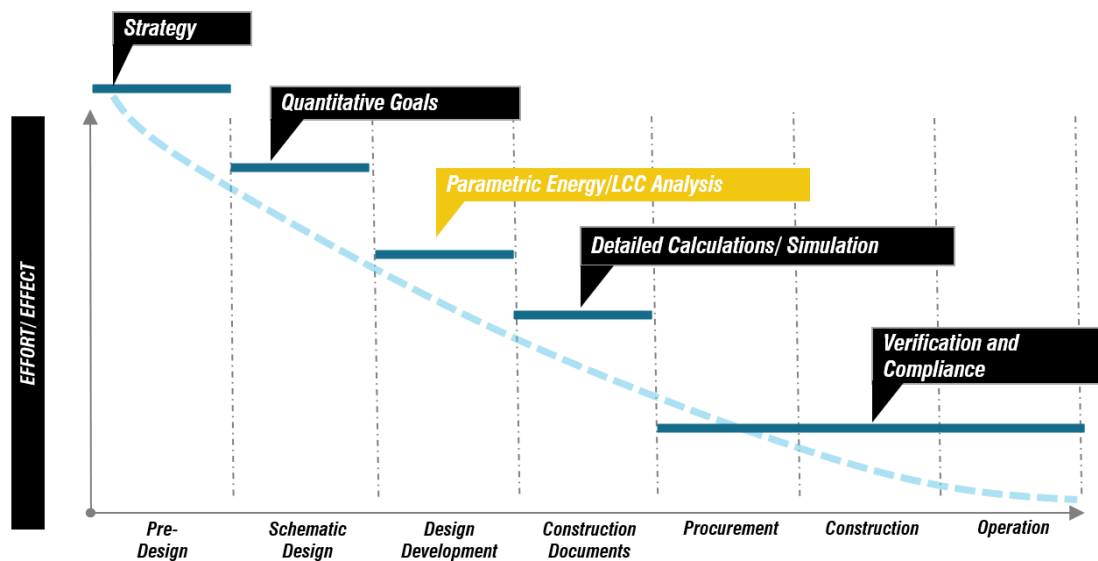 Strategy
Quantitative Goals
Parametric Energy/LCC Analysis
Detailed Calculations/ Simulation
Verification and
Compliance
EFFORT/ EFFECT
Pre-
Design
Schematic
Design
Design
Development
Construction
Documents
Procurement
Construction
Operation